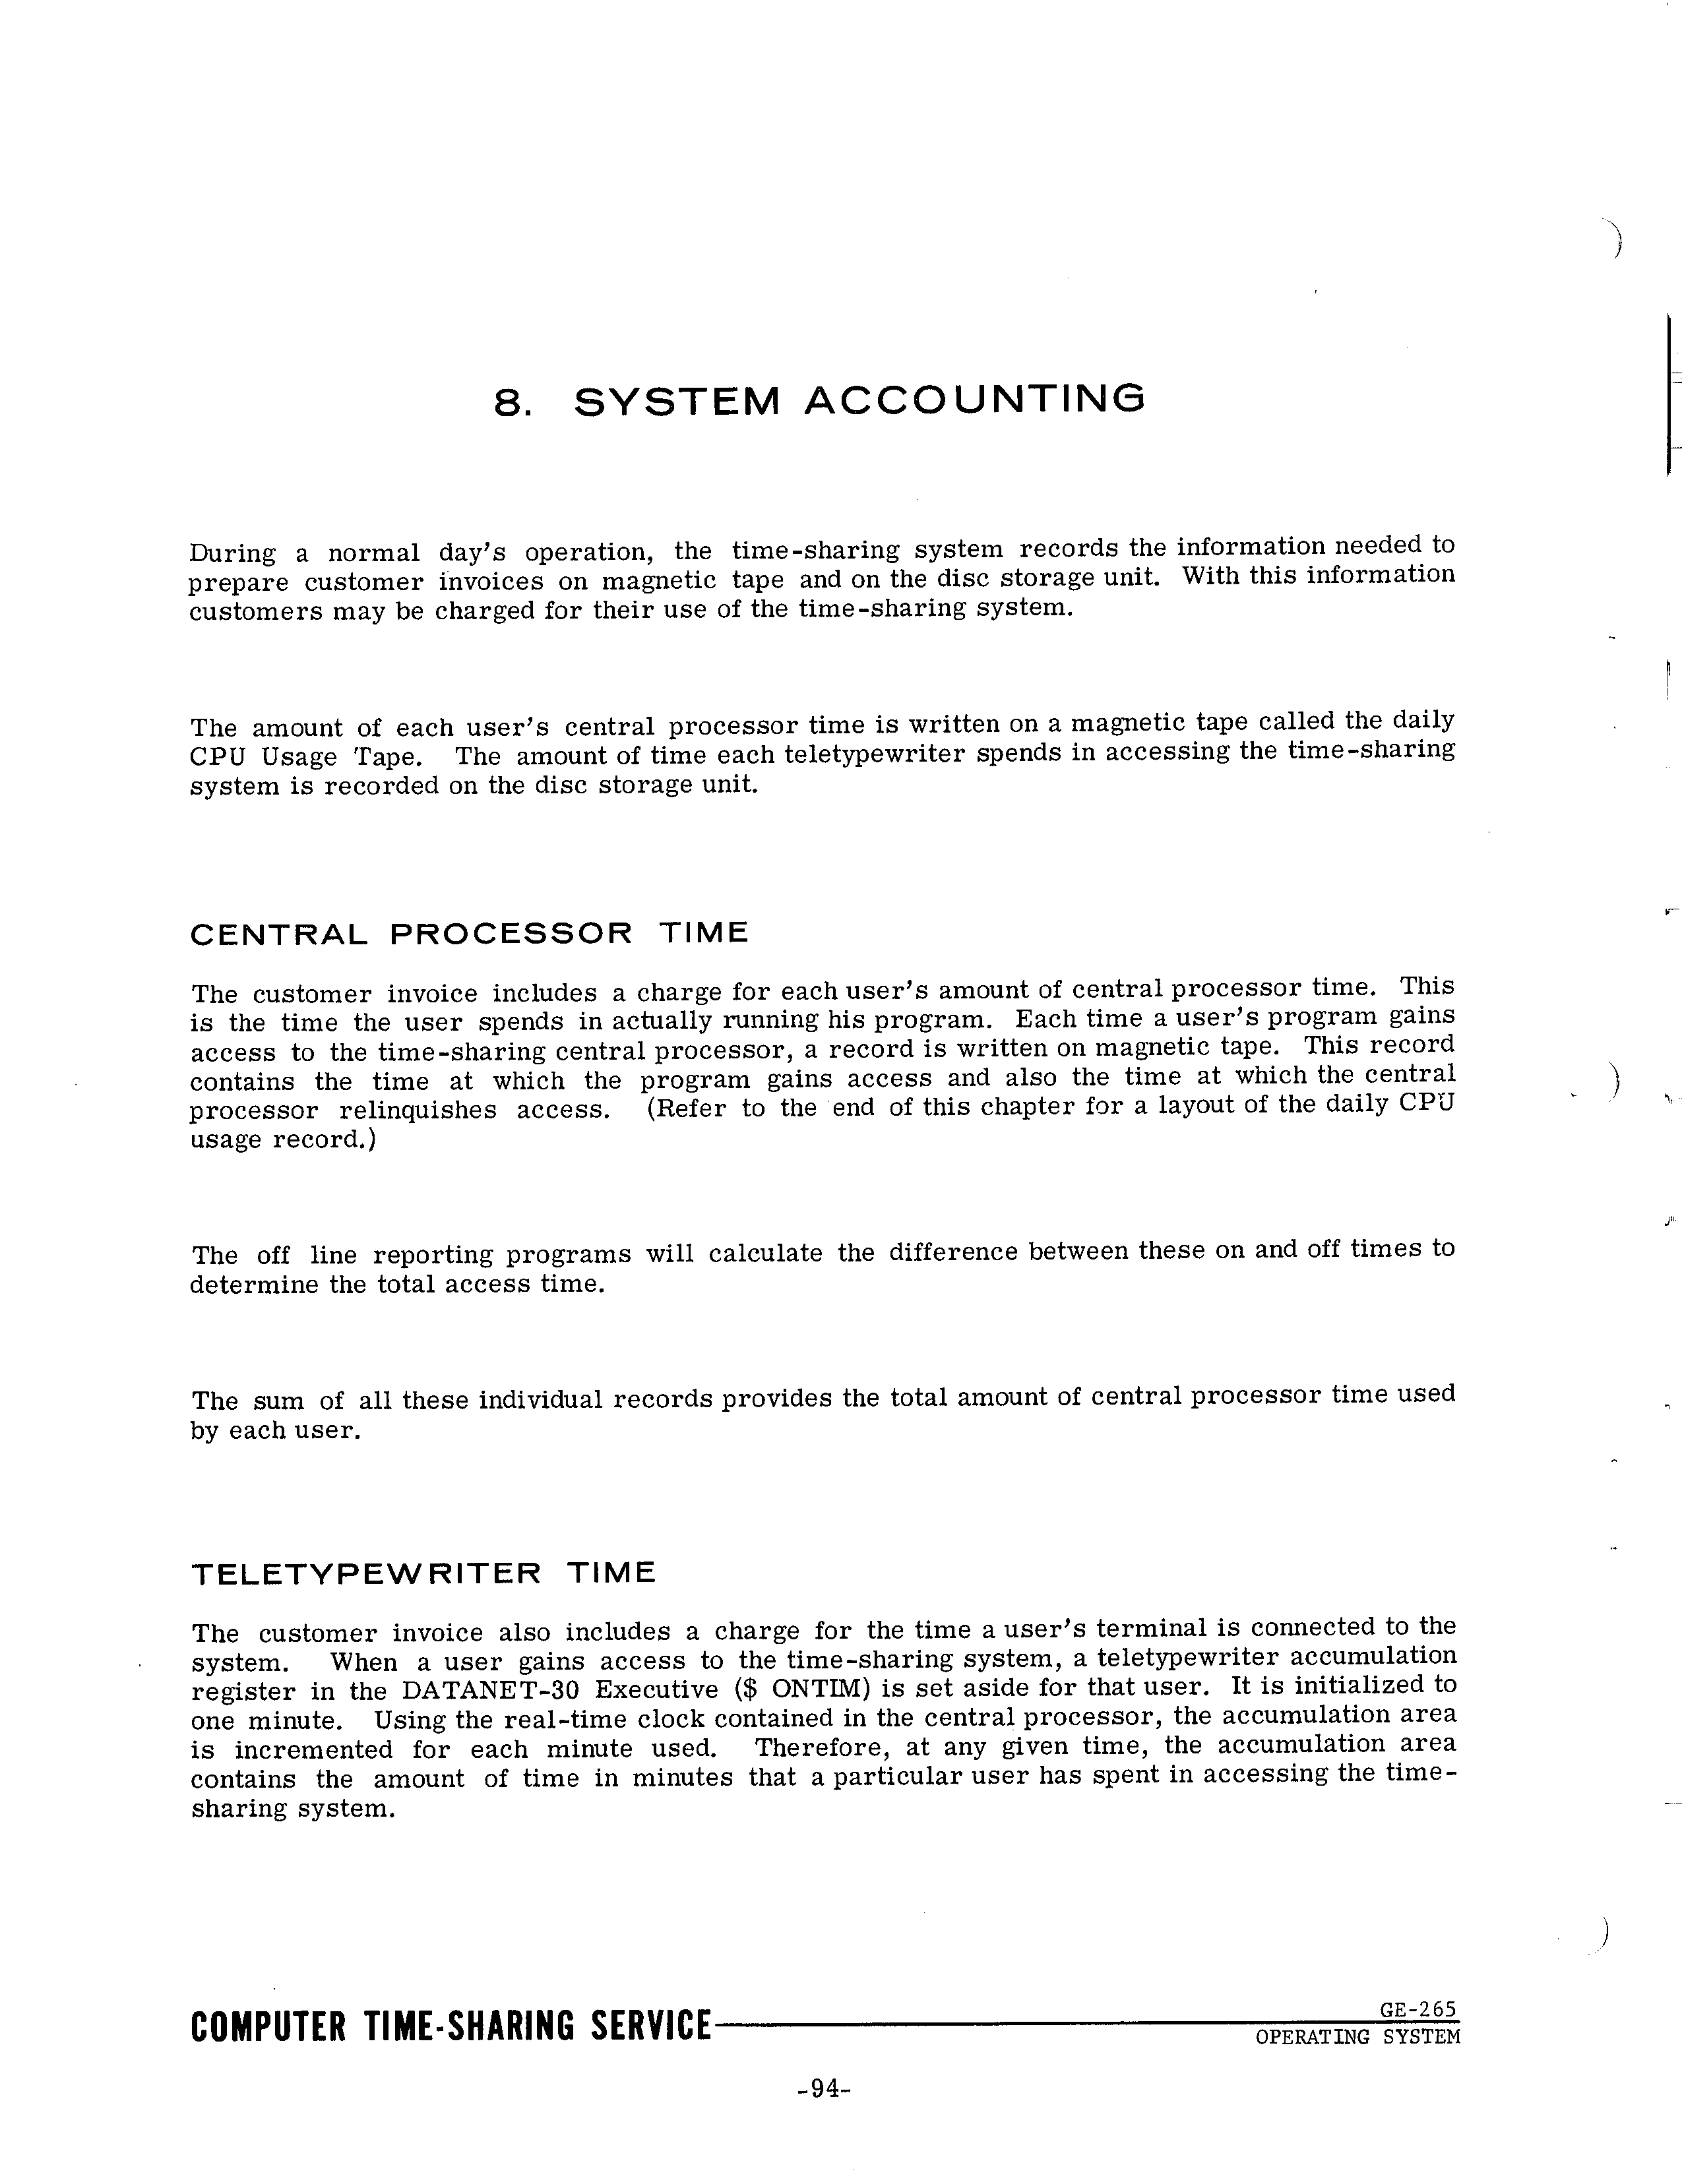 8. SYSTEM ACCOUNTING
During a normal day's operation, the time-sharing system records the information needed to
prepare customer invoices on magnetic tape and on the disc storage unit. With this information
customers may be charged for their use of the time-sharing system.
The amount of each user's central processor time is written on a magnetic tape called the daily
CPU Usage Tape. The amount of time each teletypewriter spends in accessing the time-sharing
system is recorded on the disc storage unit.
CENTRAL PROCESSOR TIME
The customer invoice includes a charge for each user's amount of central processor time. This
is the time the user spends in actually running his program. Each time a user's program gains
access to the time-sharing central processor, a record is written on magnetic tape. This record
contains the time at which the program gains access and also the time at which the central
processor relinquishes access. (Refer to the end of this chapter for a layout of the daily CPU
usage record.)
The off line reporting programs will calculate the difference between these on and off times to
determine the total access time.
The sum of all these individual records provides the total amount of central processor time used
by each user.
TELETYPEWRITER TIME
The customer invoice also includes a charge for the time a user's terminal is connected to the
system. When a user gains access to the time-sharing system, a teletypewriter accumulation
register in the DATANET-30 Executive ($ ONTIM) is set aside for that user. It is initialized to
one minute. Using the real-time clock contained in the central processor, the accumulation area
is incremented for each minute used. Therefore, at any given time, the accumulation area
contains the amount of time in minutes that a particular user has spent in accessing the time-
sharing system.
COMPUTER TIME-SHARING SERVICE
GE-265
OPERATING SYSTEM
-94-